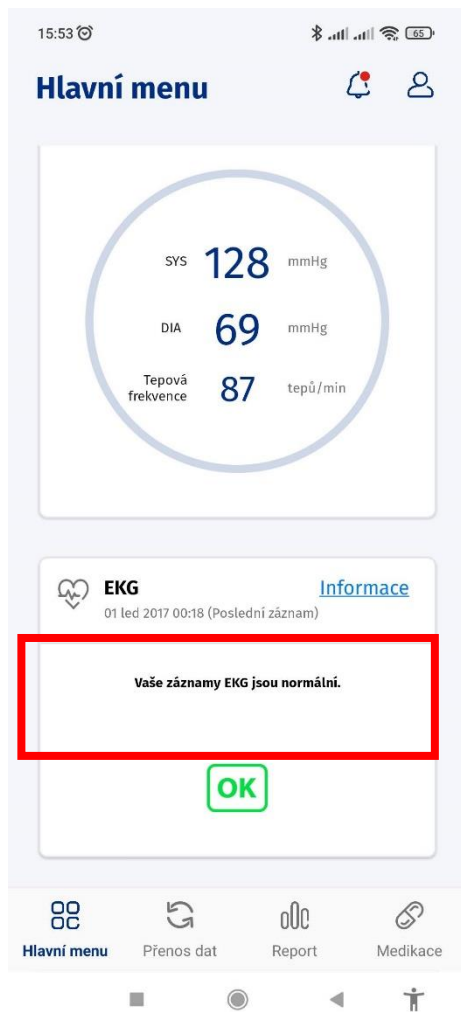 15:53
65
Hlavní menu
SYS 128 mmHg
DIA 69 mmHg
Tepová
frekvence 87 tepů/min
EKG Informace
01 led 2017 00:18 (Poslední záznam)
Vaše záznamy EKG jsou normální.
OK
Hlavní menu Přenos dat Report Medikace